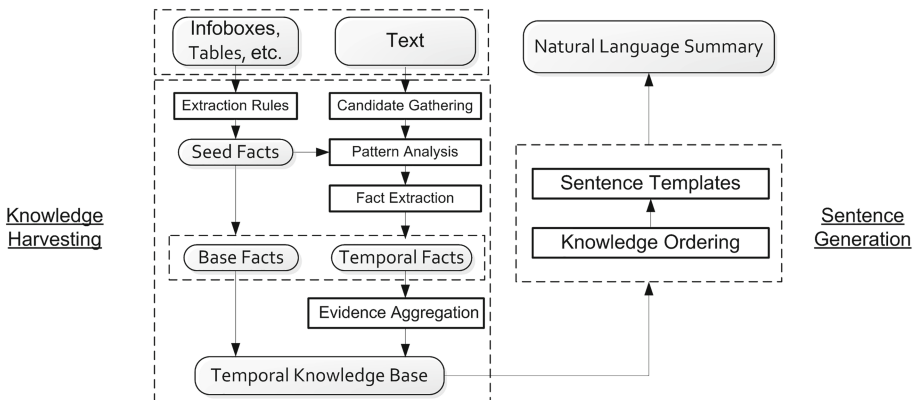 Infoboxes,
Tables, etc.
Text
Natural Language Summary
Extraction Rules
Candidate Gathering
Seed Facts
Pattern Analysis
Sentence Templates
Fact Extraction
Knowledge
Harvesting
Sentence
Generation
Knowledge Ordering
Base Facts
Temporal Facts
Evidence Aggregation
Temporal Knowledge Base